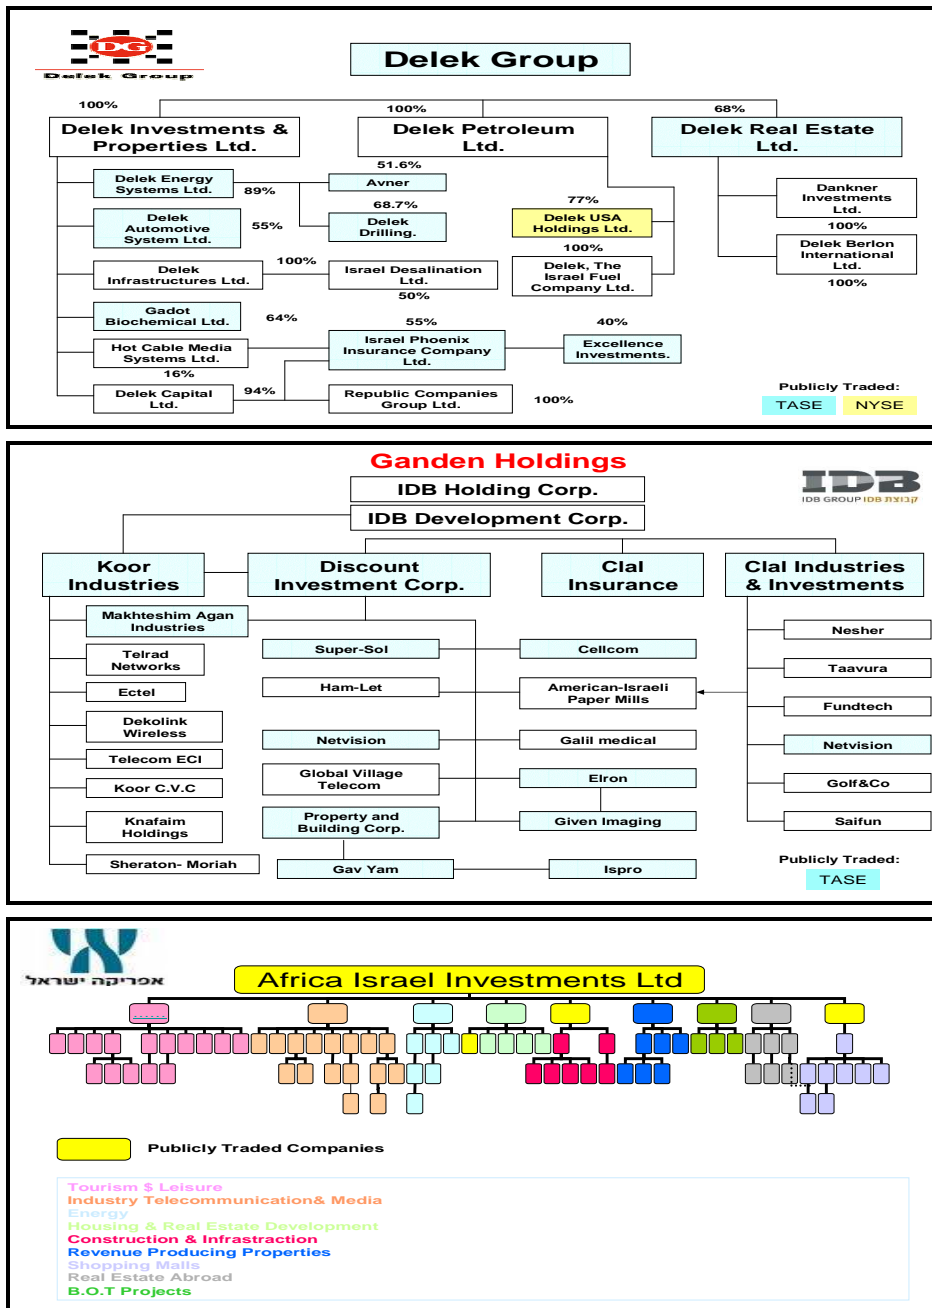 Delek Group
Delek Group
100%
100%
68%
Delek Investments &
Properties Ltd.
Delek Petroleum
Ltd.
Delek Real Estate
Ltd.
Delek Energy
Systems Ltd.
89%
51.6%
Avner
68.7%
Delek
Drilling.
Delek
Automotive
System Ltd.
55%
Delek
Infrastructures Ltd.
100%
Israel Desalination
Ltd.
50%
Gadot
Biochemical Ltd.
64%
Hot Cable Media
Systems Ltd.
16%
55%
Israel Phoenix
Insurance Company
Ltd.
40%
Excellence
Investments.
Delek Capital
Ltd.
94%
Republic Companies
Group Ltd.
100%
77%
Delek USA
Holdings Ltd.
100%
Delek, The
Israel Fuel
Company Ltd.
Dankner
Investments
Ltd.
100%
Delek Berlon
International
Ltd.
100%
Publicly Traded:
TASE
NYSE
Ganden Holdings
IDB Holding Corp.
IDB Development Corp.
IDB
IDB GROUP קבוצת IDB
Koor
Industries
Discount
Investment Corp.
Clal
Insurance
Clal Industries
& Investments
Makhteshim Agan
Industries
Telrad
Networks
Ectel
Dekolink
Wireless
Telecom ECI
Koor C.V.C
Knafaim
Holdings
Sheraton- Moriah
Super-Sol
Ham-Let
Netvision
Global Village
Telecom
Property and
Building Corp.
Gav Yam
Cellcom
American-Israeli
Paper Mills
Galil medical
Elron
Given Imaging
Ispro
Nesher
Taavura
Fundtech
Netvision
Golf&Co
Saifun
Publicly Traded:
TASE
אפריקה ישראל
Africa Israel Investments Ltd
Publicly Traded Companies
Tourism $ Leisure
Industry Telecommunication& Media
Energy
Housing & Real Estate Development
Construction & Infrastraction
Revenue Producing Properties
Shopping Malls
Real Estate Abroad
B.O.T Projects